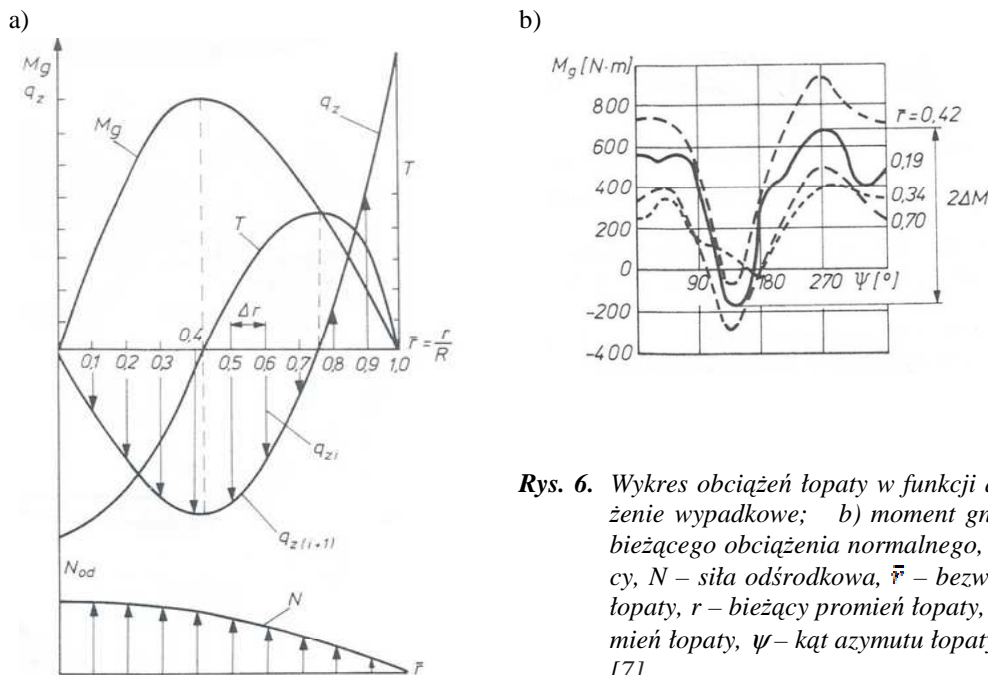 a)
b)
Mg
qz
qz
Mg
T
T
Δr
0,1 0,2 0,3 0,4 0,5 0,6 0,7 0,8 0,9 1,0
r̄ = r/R
qzi
qz(i+1)
Nod
N
r̄
Mg [N·m]
800
600
400
200
0
-200
-400
90 180 270 Ψ[°]
r̄=0,42
0,19
0,34
0,70
2ΔM
Rys. 6. Wykres obciążeń łopaty w funkcji
żenie wypadkowe; b) moment
bieżącego obciążenia normalnego,
cy, N – siła odśrodkowa, r̄ –
łopaty, r – bieżący promień łopaty,
mień łopaty, ψ – kąt azymutu łopaty
[7]